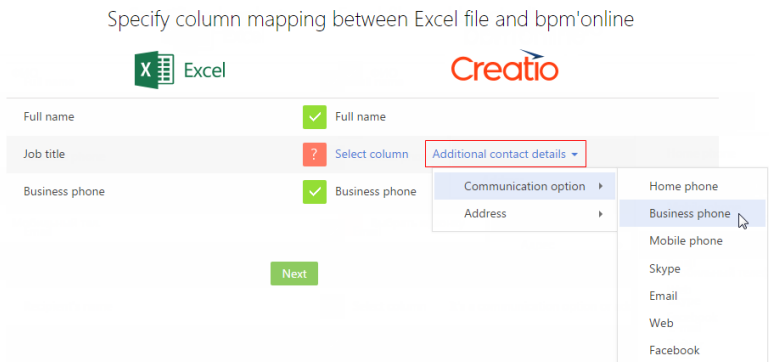 Specify column mapping between Excel file and bpm'online
X Excel
Creatio
Full name
Full name
Job title
? Select column
Additional contact details
Business phone
Business phone
Communication option
Address
Home phone
Business phone
Mobile phone
Skype
Email
Web
Facebook
Next